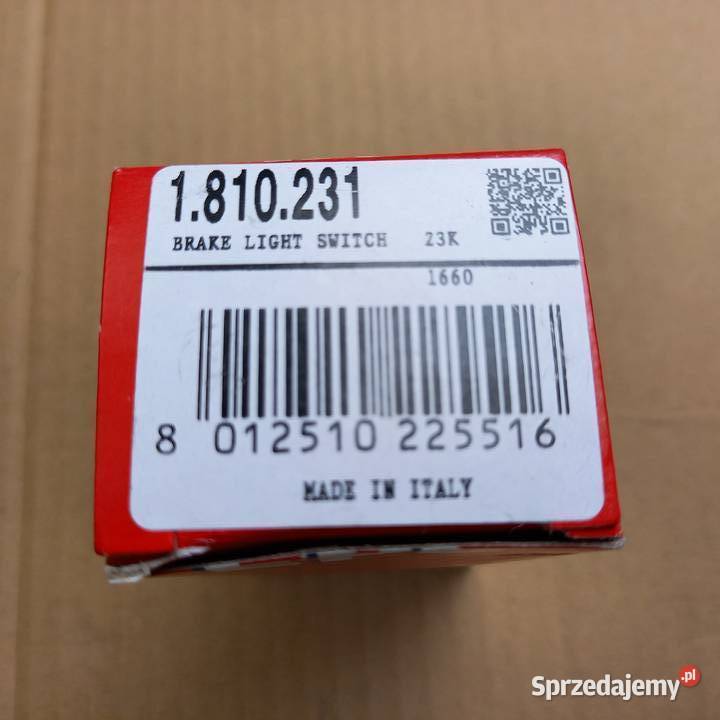 1.810.231
BRAKE LIGHT SWITCH 23K
1660
8 012510 225516
MADE IN ITALY
Sprzedajemy.pl